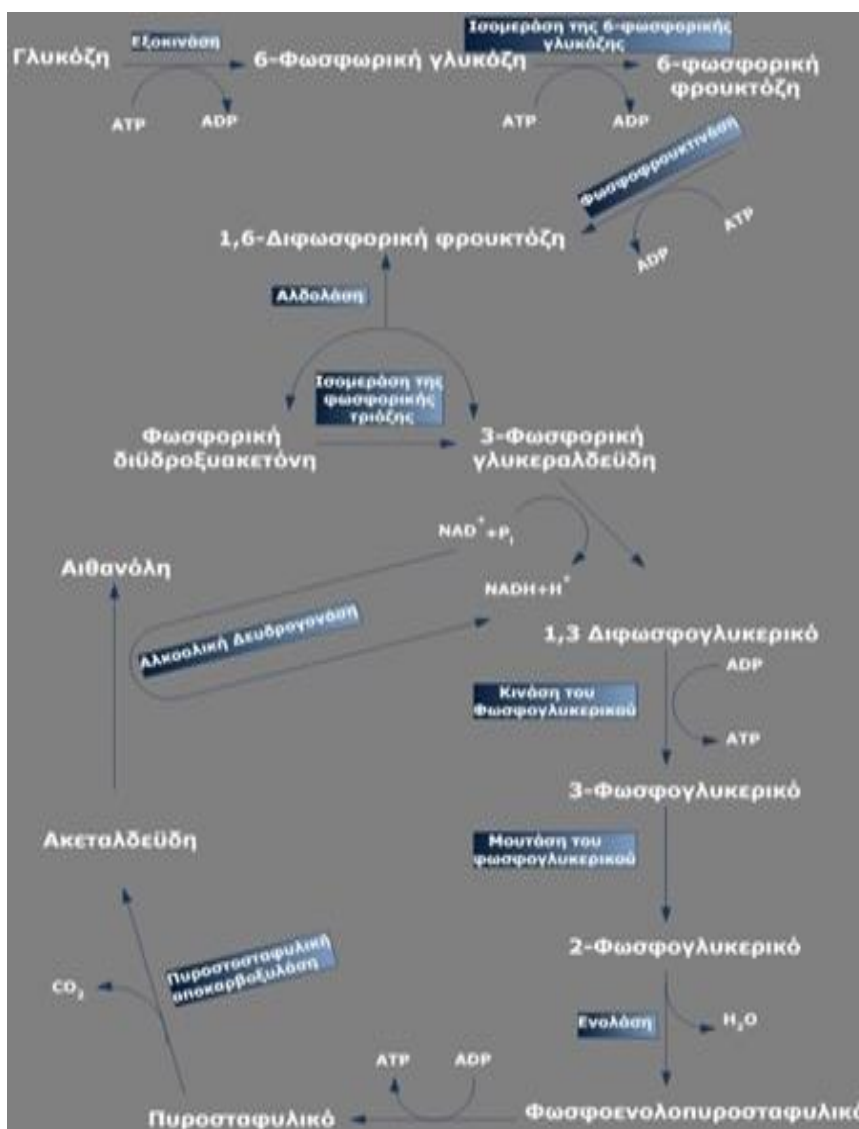 Γλυκόζη
Εξοκινάση
ATP
ADP
6-Φωσφωρική γλυκόζη
Ισομεράση της 6-φωσφορικής
γλυκόζης
ATP
ADP
6-φωσφορική
φρουκτόζη
Φωσφοφρουκτινάση
ATP
ADP
1,6-Διφωσφορική φρουκτόζη
Αλδολάση
Ισομεράση της
φωσφορικής
τριόζης
Φωσφορική
διϋδροξυακετόνη
3-Φωσφορική
γλυκεραλδεϋδη
NAD⁺+Pᵢ
NADH+H⁺
Αιθανόλη
Αλκοολική Δευδρογονάση
1,3 Διφωσφογλυκερικό
ADP
Κινάση του
Φωσφογλυκερικού
ATP
3-Φωσφογλυκερικό
Ακεταλδεϋδη
Μουτάση του
φωσφογλυκερικού
2-Φωσφογλυκερικό
Πυροστοσταφυλική
αποκαρβοξυλάση
CO₂
Ενολάση
H₂O
ATP
ADP
Πυροσταφυλικό
Φωσφοενολοπυροσταφυλικό